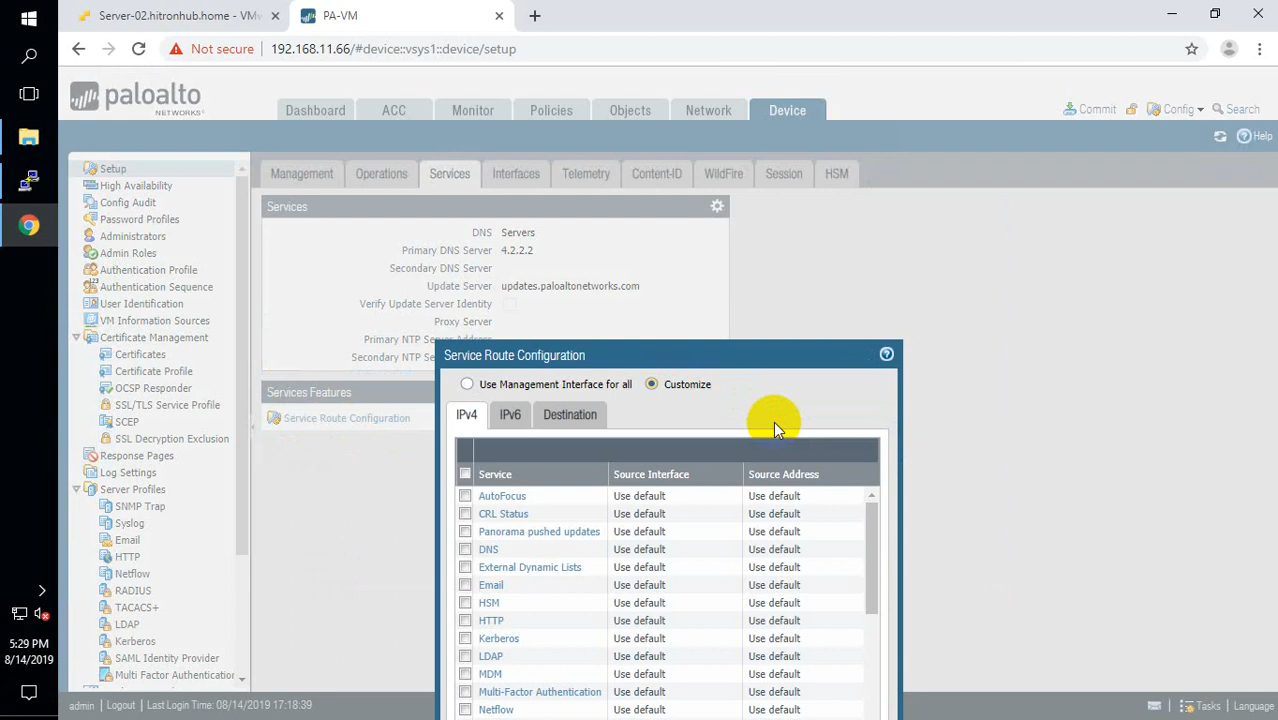 Server-02.hitronhub.home - VMw
PA-VM
Not secure 192.168.11.66/#device::vsys1::device/setup
paloalto
NETWORKS
Dashboard ACC Monitor Policies Objects Network Device
Commit Config Search
Help
Setup
High Availability
Config Audit
Password Profiles
Administrators
Admin Roles
Authentication Profile
Authentication Sequence
User Identification
VM Information Sources
Certificate Management
Certificates
Certificate Profile
OCSP Responder
SSL/TLS Service Profile
SCEP
SSL Decryption Exclusion
Response Pages
Log Settings
Server Profiles
SNMP Trap
Syslog
Email
HTTP
Netflow
RADIUS
TACACS+
LDAP
Kerberos
SAML Identity Provider
Multi Factor Authentication
Management Operations Services Interfaces Telemetry Content-ID WildFire Session HSM
Services
DNS Servers
Primary DNS Server 4.2.2.2
Secondary DNS Server
Update Server updates.paloaltonetworks.com
Verify Update Server Identity
Proxy Server
Primary NTP Server Address
Secondary NTP Server
Services Features
Service Route Configuration
Service Route Configuration
Use Management Interface for all Customize
IPv4 IPv6 Destination
Service Source Interface Source Address
AutoFocus Use default Use default
CRL Status Use default Use default
Panorama pushed updates Use default Use default
DNS Use default Use default
External Dynamic Lists Use default Use default
Email Use default Use default
HSM Use default Use default
HTTP Use default Use default
Kerberos Use default Use default
LDAP Use default Use default
MDM Use default Use default
Multi-Factor Authentication Use default Use default
Netflow Use default Use default
5:29 PM
8/14/2019
admin Logout Last Login Time: 08/14/2019 17:18:39
Tasks Language